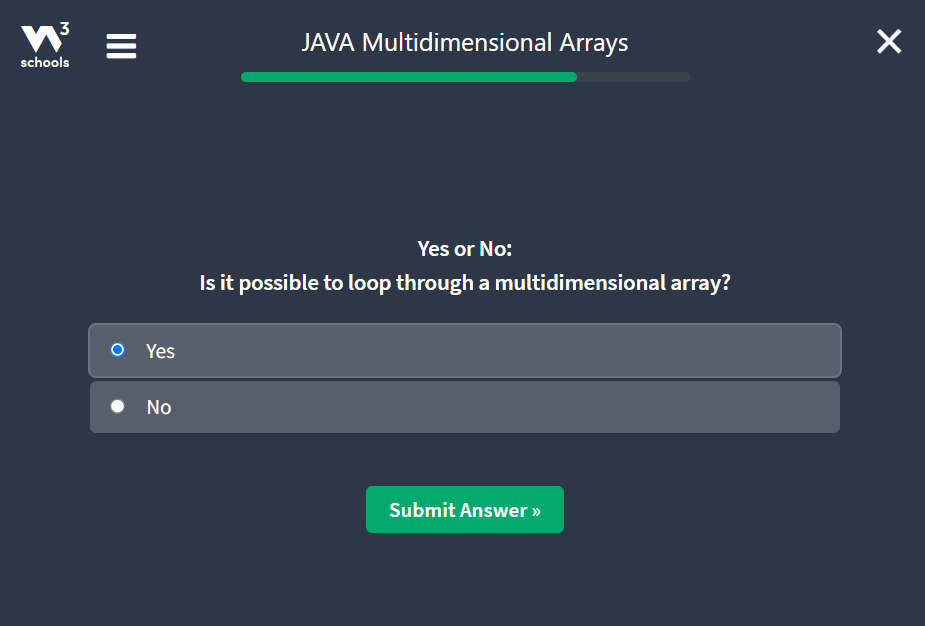 3
schools
JAVA Multidimensional Arrays
Yes or No:
Is it possible to loop through a multidimensional array?
Yes
No
Submit Answer »